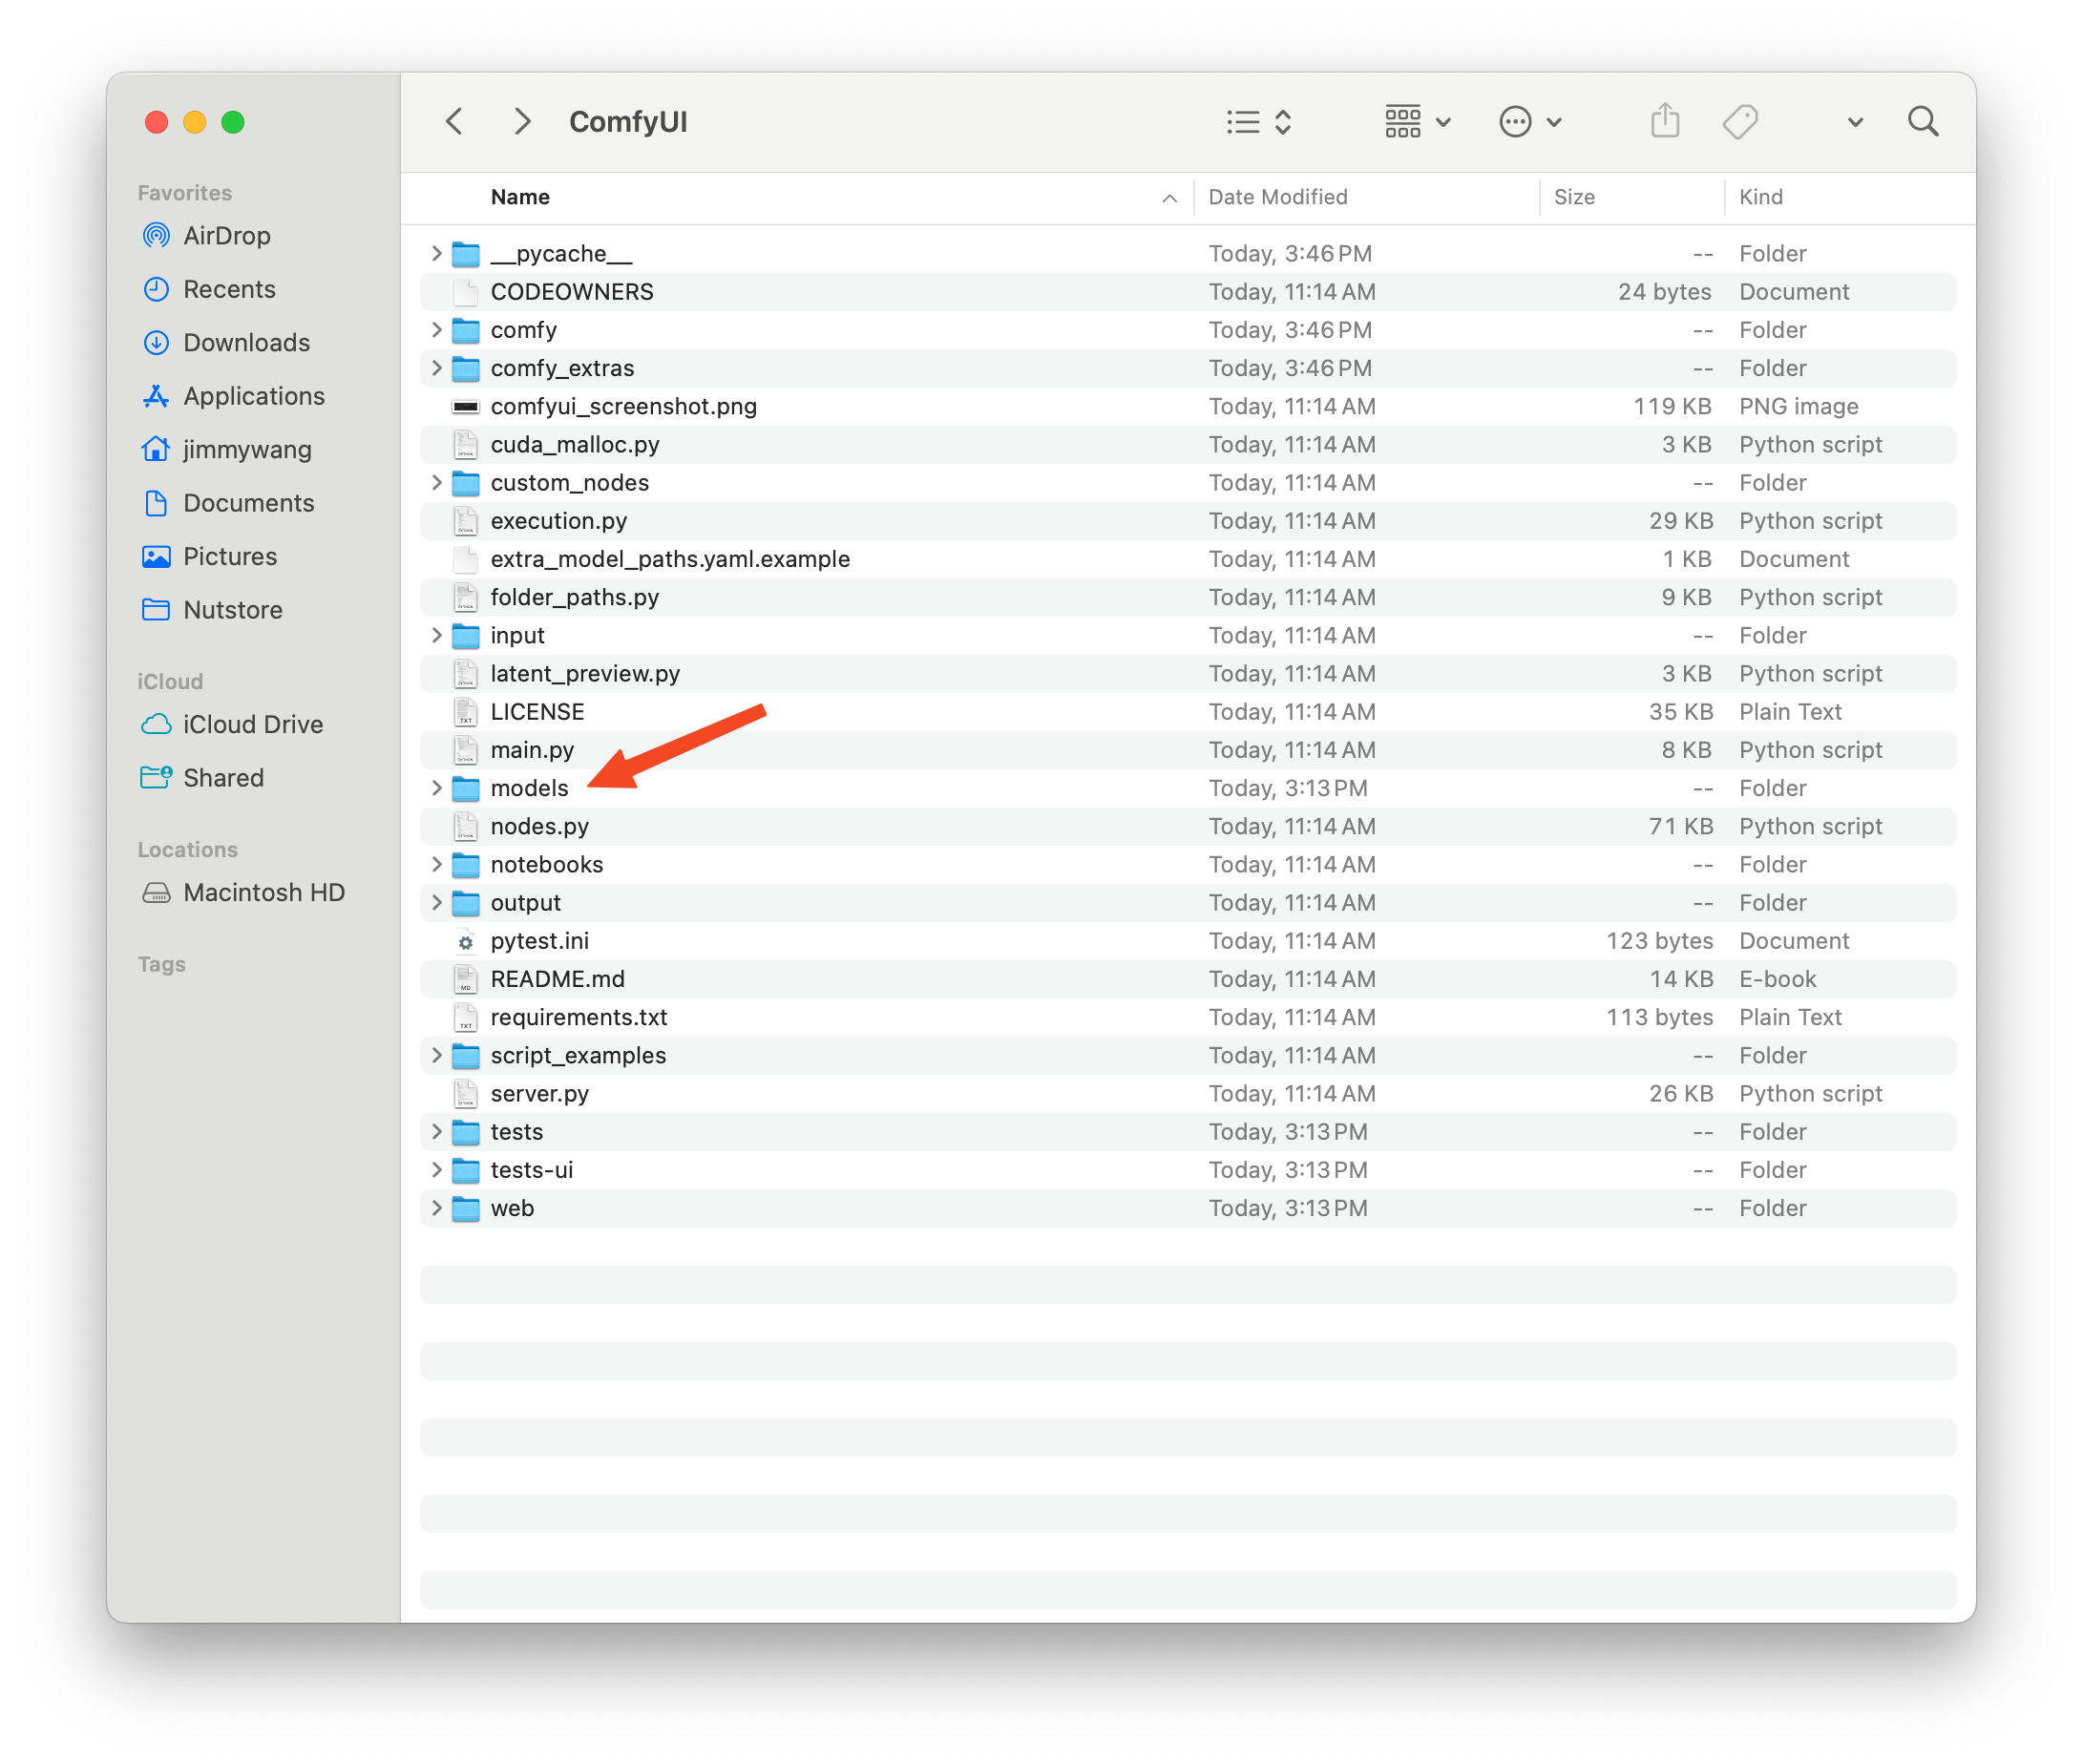 ComfyUI
Favorites
AirDrop
Recents
Downloads
Applications
jimmywang
Documents
Pictures
Nutstore
iCloud
iCloud Drive
Shared
Locations
Macintosh HD
Tags
Name Date Modified Size Kind
__pycache__ Today, 3:46 PM -- Folder
CODEOWNERS Today, 11:14 AM 24 bytes Document
comfy Today, 3:46 PM -- Folder
comfy_extras Today, 3:46 PM -- Folder
comfyui_screenshot.png Today, 11:14 AM 119 KB PNG image
cuda_malloc.py Today, 11:14 AM 3 KB Python script
custom_nodes Today, 11:14 AM -- Folder
execution.py Today, 11:14 AM 29 KB Python script
extra_model_paths.yaml.example Today, 11:14 AM 1 KB Document
folder_paths.py Today, 11:14 AM 9 KB Python script
input Today, 11:14 AM -- Folder
latent_preview.py Today, 11:14 AM 3 KB Python script
LICENSE Today, 11:14 AM 35 KB Plain Text
main.py Today, 11:14 AM 8 KB Python script
models Today, 3:13 PM -- Folder
nodes.py Today, 11:14 AM 71 KB Python script
notebooks Today, 11:14 AM -- Folder
output Today, 11:14 AM -- Folder
pytest.ini Today, 11:14 AM 123 bytes Document
README.md Today, 11:14 AM 14 KB E-book
requirements.txt Today, 11:14 AM 113 bytes Plain Text
script_examples Today, 11:14 AM -- Folder
server.py Today, 11:14 AM 26 KB Python script
tests Today, 3:13 PM -- Folder
tests-ui Today, 3:13 PM -- Folder
web Today, 3:13 PM -- Folder